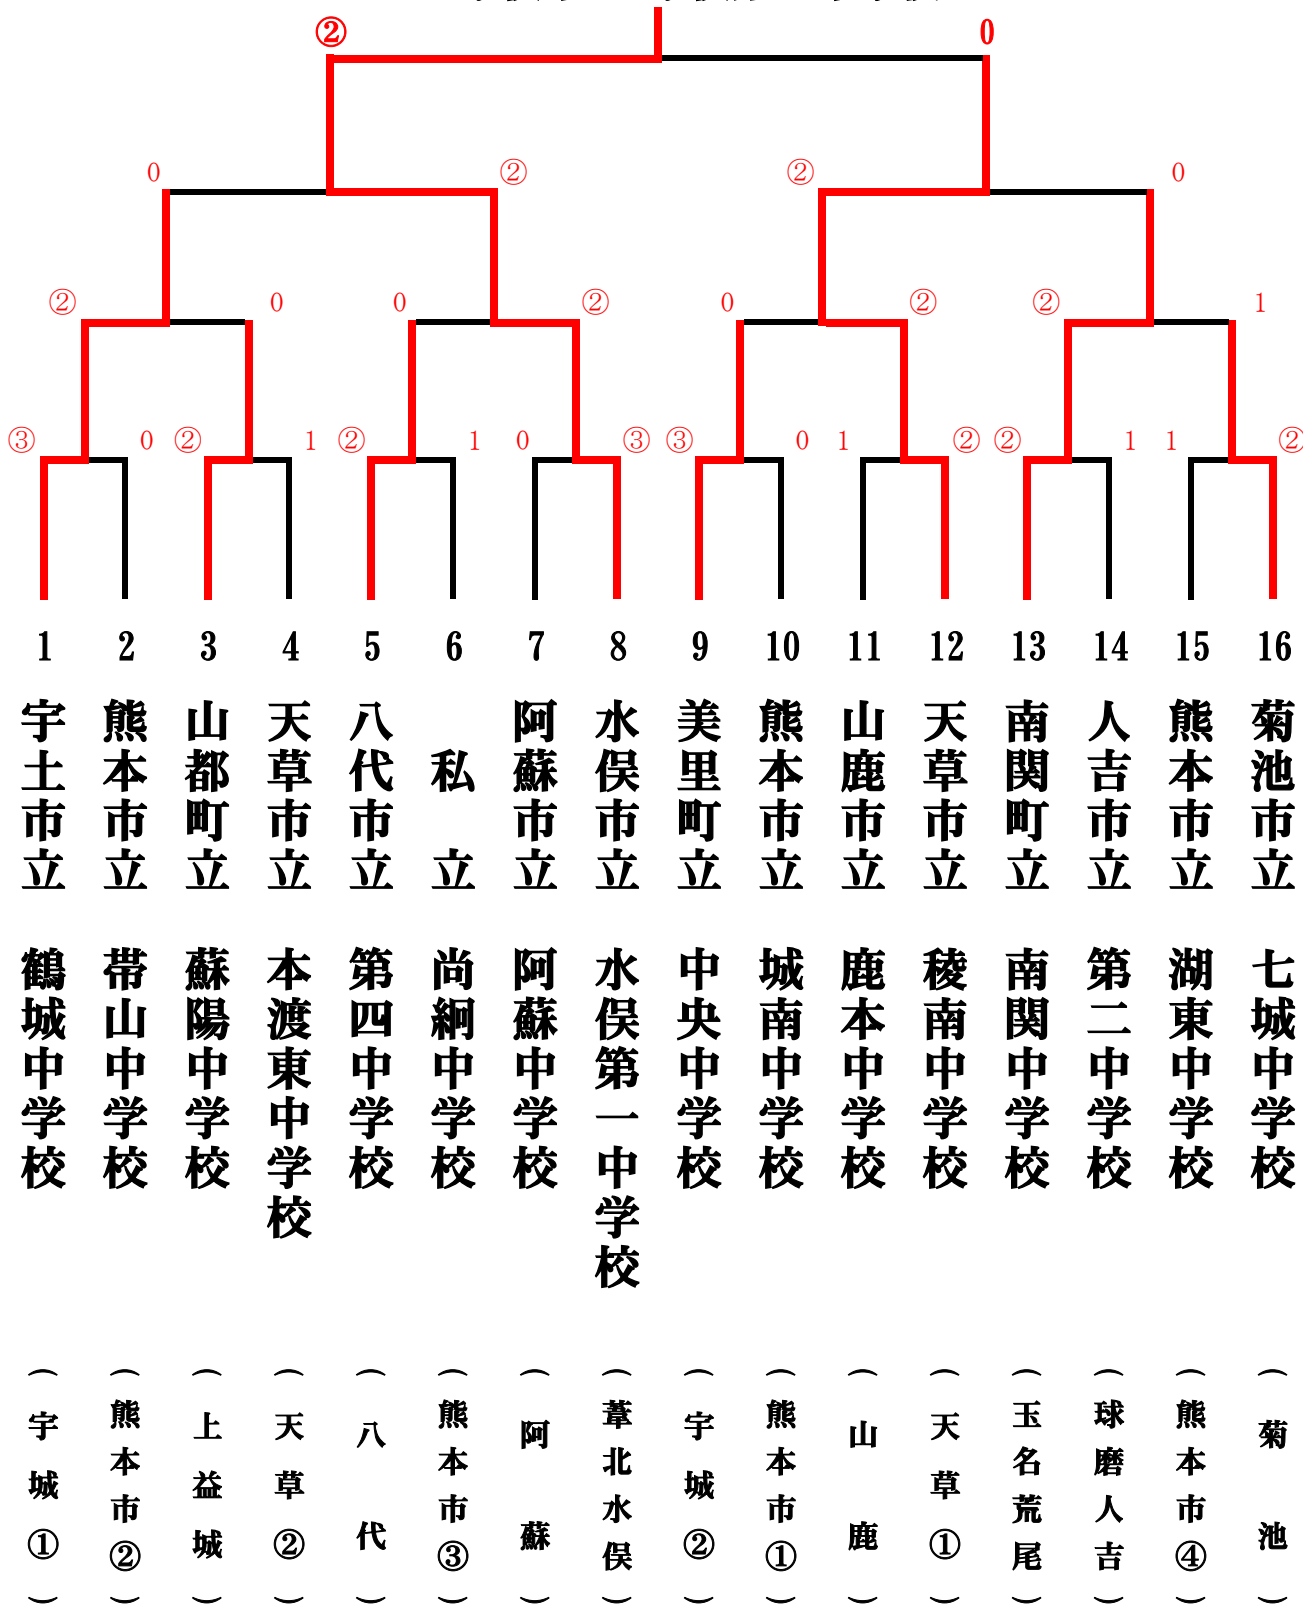 ② 0
0 ② ② 0
② 0 0 ② 0 ② ② 1
③ 0 ② 1 ② 1 0 ③ ③ 0 1 ② ② 1 1 ②
1 2 3 4 5 6 7 8 9 10 11 12 13 14 15 16
宇土市立 鶴城中学校
熊本市立 帯山中学校
山都町立 蘇陽中学校
天草市立 本渡東中学校
八代市立 第四中学校
私立 尚絅中学校
阿蘇市立 阿蘇中学校
水俣市立 水俣第一中学校
美里町立 中央中学校
熊本市立 城南中学校
山鹿市立 鹿本中学校
天草市立 稜南中学校
南関町立 南関中学校
人吉市立 第二中学校
熊本市立 湖東中学校
菊池市立 七城中学校
（宇城①）
（熊本市②）
（上益城）
（天草②）
（八代）
（熊本市③）
（阿蘇）
（葦北水俣）
（宇城②）
（熊本市①）
（山鹿）
（天草①）
（玉名荒尾）
（球磨人吉）
（熊本市④）
（菊池）